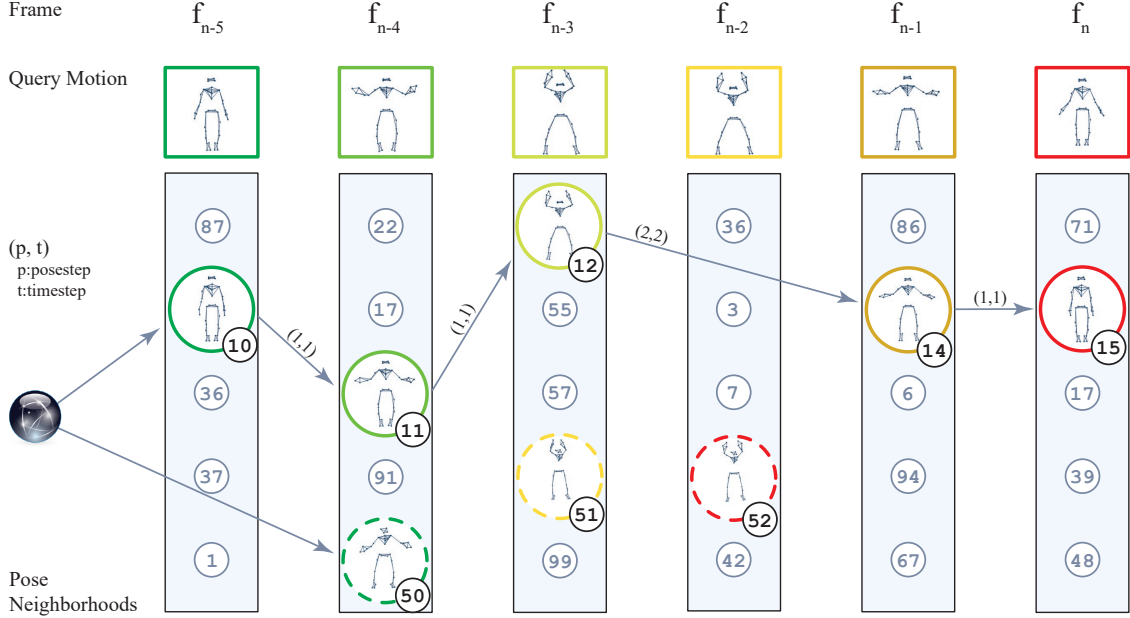 Frame f_n-5 f_n-4 f_n-3 f_n-2 f_n-1 f_n
Query Motion
87 22 12 36 86 71
(p, t)
p:posestep
t:timestep
(2,2)
10 17 55 3 14 15
(1,1) (1,1) (1,1)
36 11 57 7 6 17
37 91 51 52 94 39
1 50 99 42 67 48
Pose
Neighborhoods